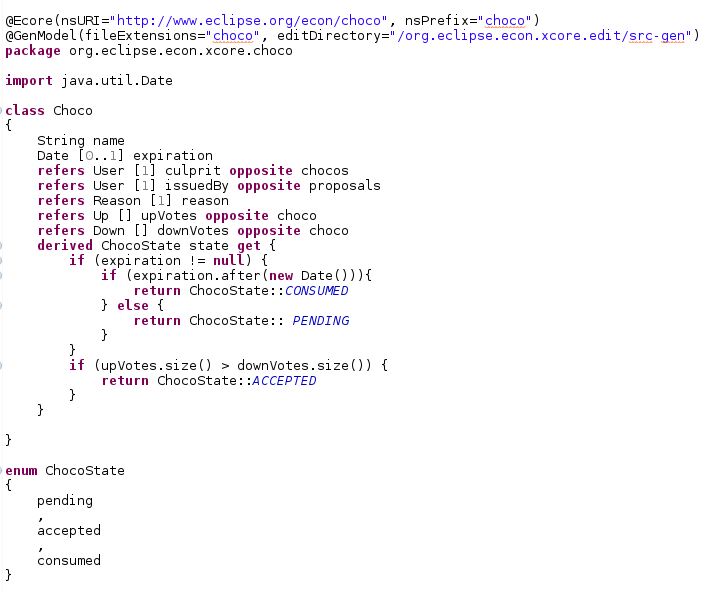 @Ecore(nsURI="http://www.eclipse.org/econ/choco", nsPrefix="choco")
@GenModel(fileExtensions="choco", editDirectory="/org.eclipse.econ.xcore.edit/src-gen")
package org.eclipse.econ.xcore.choco

import java.util.Date

class Choco
{
    String name
    Date [0..1] expiration
    refers User [1] culprit opposite chocos
    refers User [1] issuedBy opposite proposals
    refers Reason [1] reason
    refers Up [] upVotes opposite choco
    refers Down [] downVotes opposite choco
    derived ChocoState state get {
        if (expiration != null) {
            if (expiration.after(new Date())){
                return ChocoState::CONSUMED
            } else {
                return ChocoState:: PENDING
            }
        }
        if (upVotes.size() > downVotes.size()) {
            return ChocoState::ACCEPTED
        }
    }

}

enum ChocoState
{
    pending
    ,
    accepted
    ,
    consumed
}